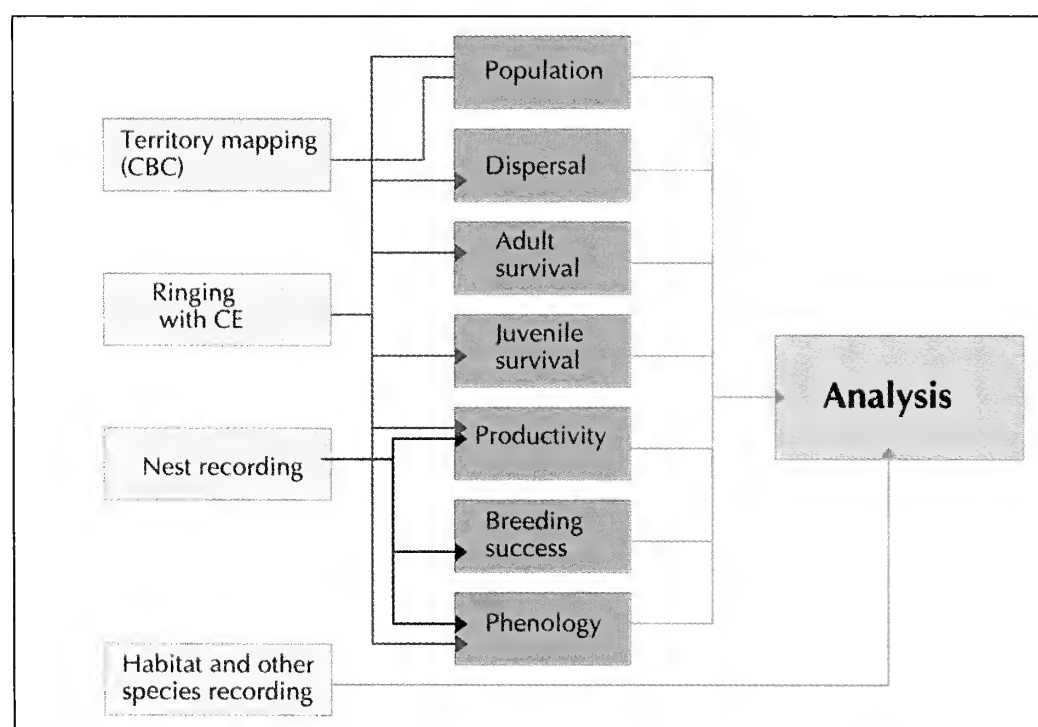 Territory mapping
(CBC)
Ringing
with CE
Nest recording
Habitat and other
species recording
Population
Dispersal
Adult
survival
Juvenile
survival
Productivity
Breeding
success
Phenology
Analysis